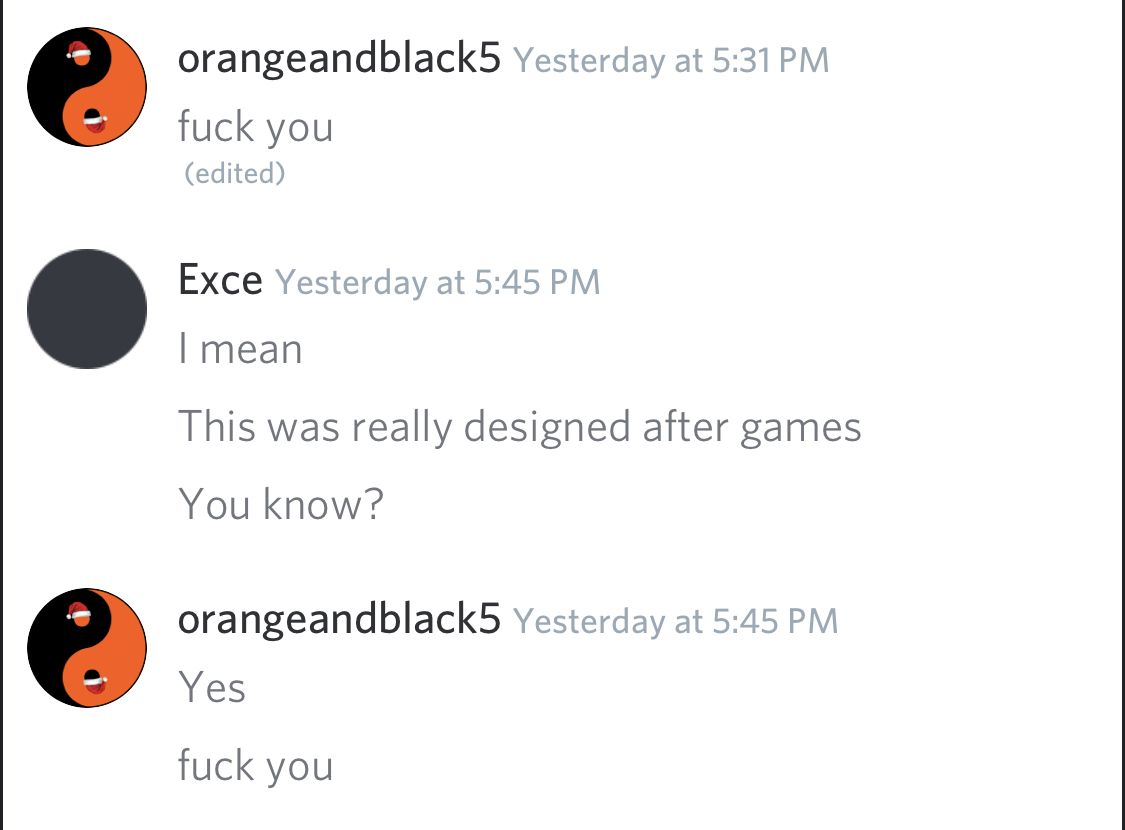 orangeandblack5 Yesterday at 5:31 PM
fuck you
(edited)
Exce Yesterday at 5:45 PM
I mean
This was really designed after games
You know?
orangeandblack5 Yesterday at 5:45 PM
Yes
fuck you